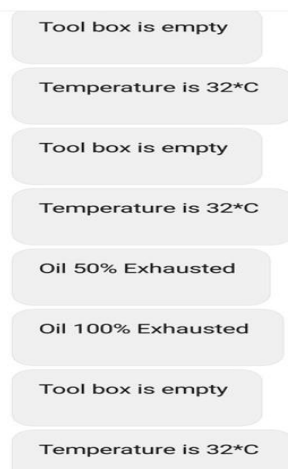 Tool box is empty
Temperature is 32*C
Tool box is empty
Temperature is 32*C
Oil 50% Exhausted
Oil 100% Exhausted
Tool box is empty
Temperature is 32*C